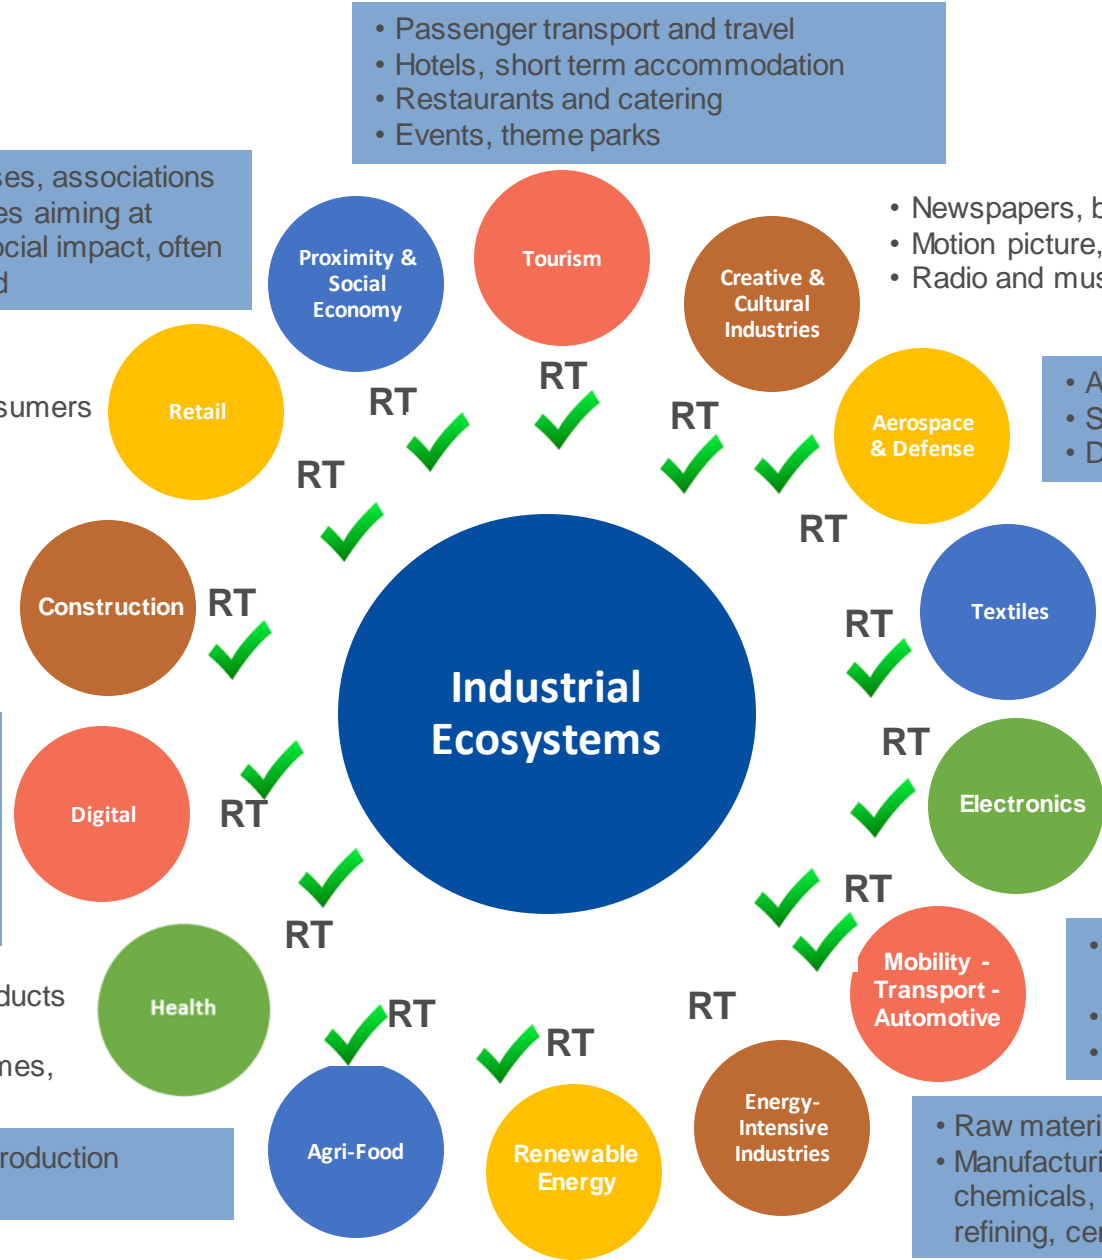 • Passenger transport and travel
• Hotels, short term accommodation
• Restaurants and catering
• Events, theme parks
associations
aiming at
impact, often
Proximity &
Social
Economy
Tourism
Creative &
Cultural
Industries
• Newspapers,
• Motion picture,
• Radio and
Retail
RT
RT
RT
RT
Aerospace
& Defense
RT
Construction
RT
Industrial
Ecosystems
RT
Textiles
RT
Electronics
Digital
RT
RT
RT
Mobility -
Transport -
Automotive
Health
RT
RT
RT
Agri-Food
Renewable
Energy
Energy-
Intensive
Industries
• Raw
•
chemicals,
refining,